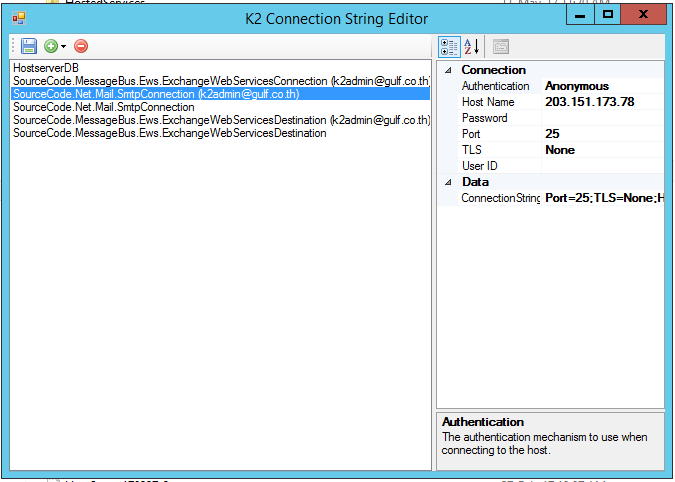 HostedServices
K2 Connection String Editor
HostserverDB
SourceCode.MessageBus.Ews.ExchangeWebServicesConnection (k2admin@gulf.co.th)
SourceCode.Net.Mail.SmtpConnection (k2admin@gulf.co.th)
SourceCode.Net.Mail.SmtpConnection
SourceCode.MessageBus.Ews.ExchangeWebServicesDestination (k2admin@gulf.co.th)
SourceCode.MessageBus.Ews.ExchangeWebServicesDestination
Connection
Authentication Anonymous
Host Name 203.151.173.78
Password
Port 25
TLS None
User ID
Data
ConnectionString Port=25;TLS=None;H
Authentication
The authentication mechanism to use when
connecting to the host.